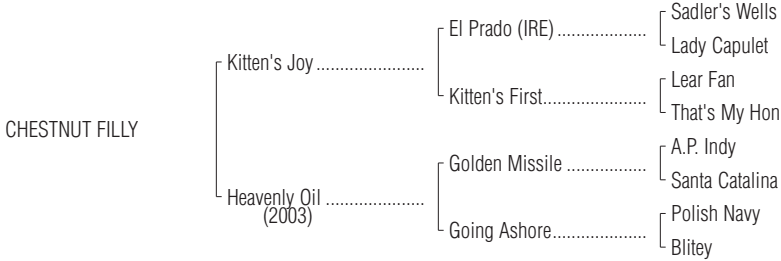 Sadler's Wells
El Prado (IRE)...................
Lady Capulet
Kitten's Joy.......................
Lear Fan
Kitten's First......................
That's My Hon
CHESTNUT FILLY
A.P. Indy
Golden Missile .................
Santa Catalina
Heavenly Oil .....................
(2003)
Polish Navy
Going Ashore....................
Blitey